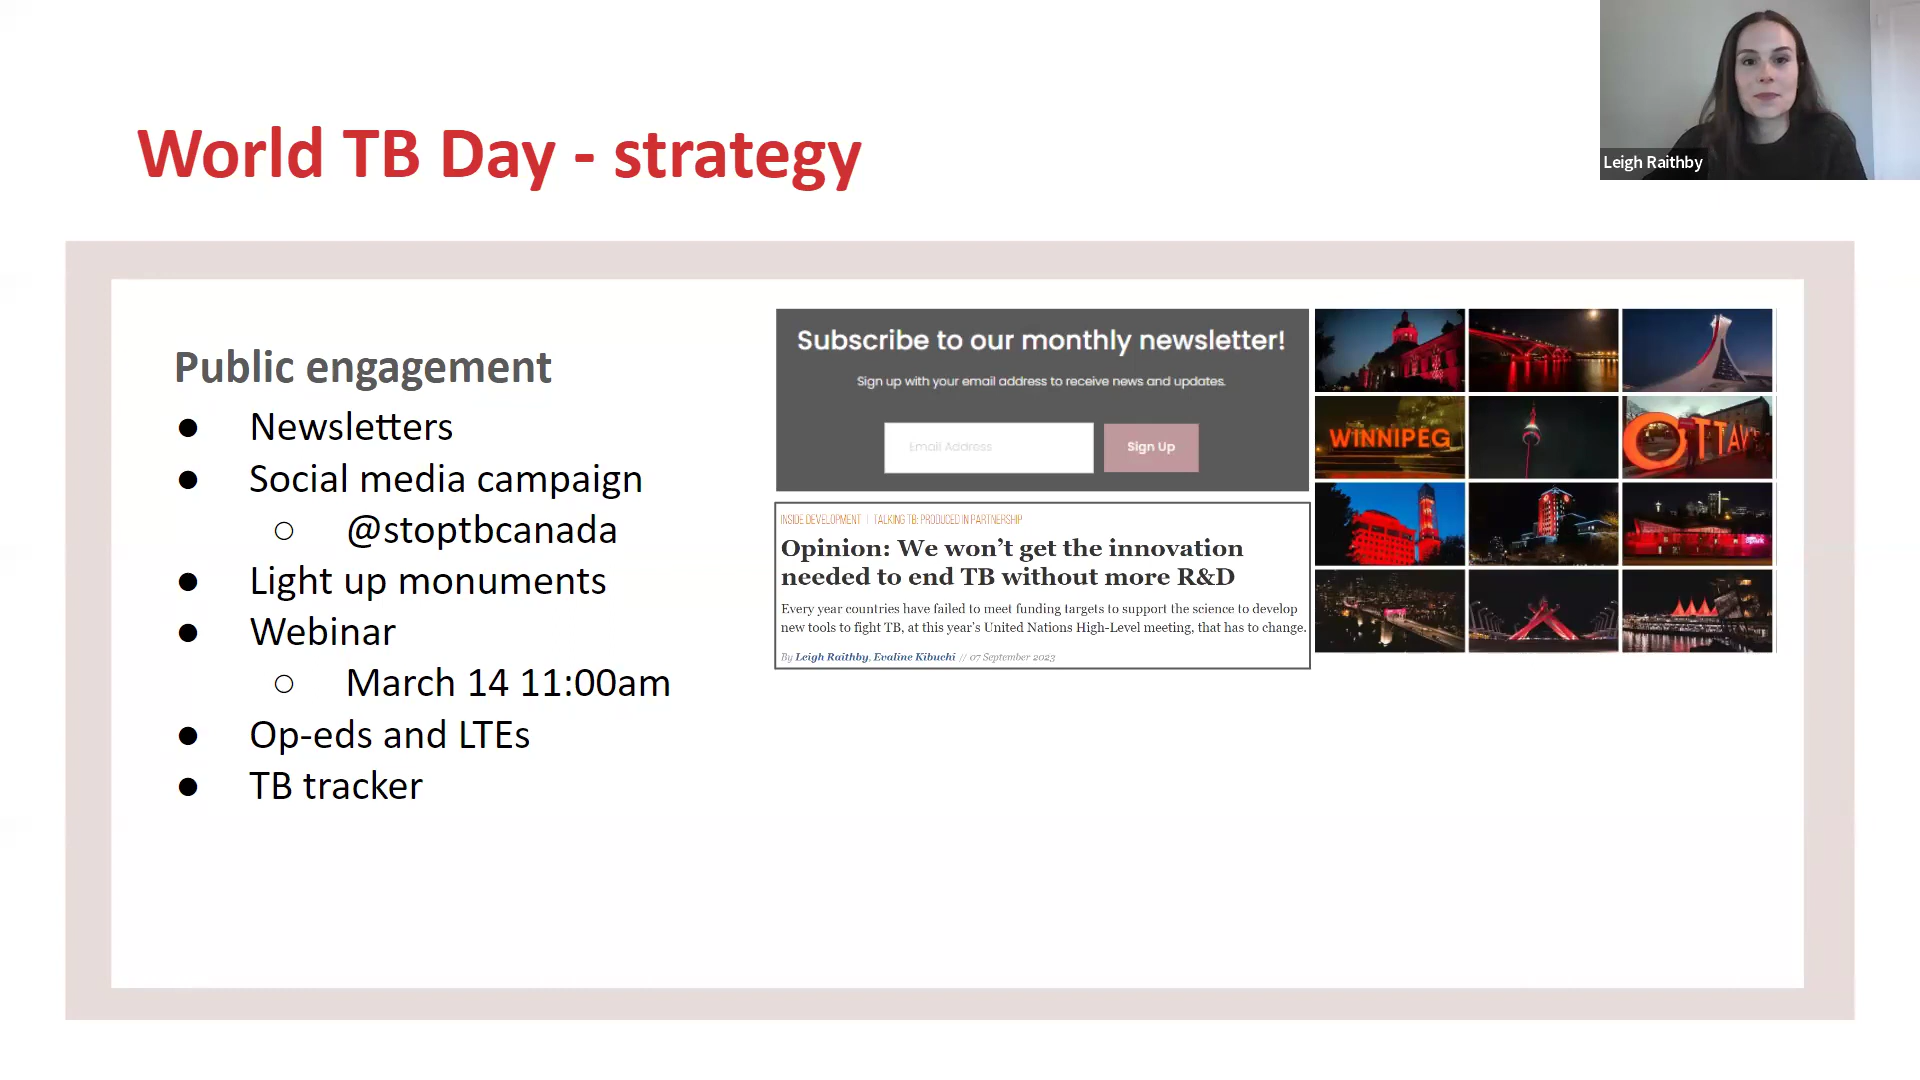 World TB Day - strategy
Leigh Raithby
Public engagement
● Newsletters
● Social media campaign
○ @stoptbcanada
● Light up monuments
● Webinar
○ March 14 11:00am
● Op-eds and LTEs
● TB tracker
Subscribe to our monthly newsletter!
Sign up with your email address to receive news and updates.
Email Address
Sign Up
INSIDE DEVELOPMENT | TALKING TB: PRODUCED IN PARTNERSHIP
Opinion: We won’t get the innovation
needed to end TB without more R&D
Every year countries have failed to meet funding targets to support the science to develop
new tools to fight TB, at this year’s United Nations High-Level meeting, that has to change.
By Leigh Raithby, Evaline Kibuchi // 07 September 2023
WINNIPEG
OTTAW